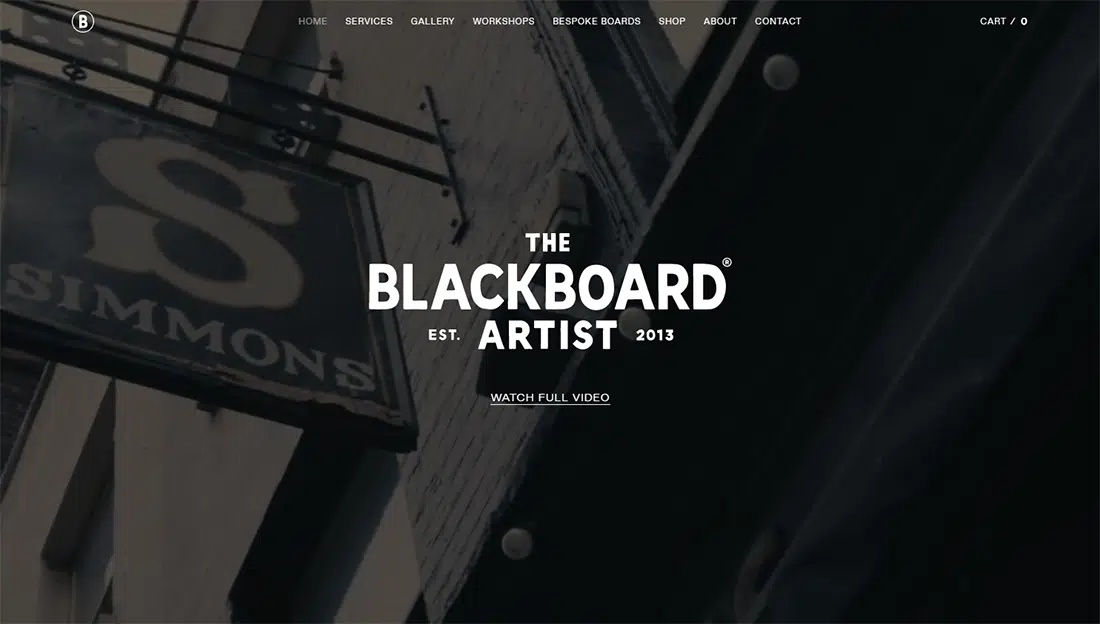 B
HOME SERVICES GALLERY WORKSHOPS BESPOKE BOARDS SHOP ABOUT CONTACT
CART / 0
S
SIMMONS
THE
BLACKBOARD®
EST. ARTIST 2013
WATCH FULL VIDEO